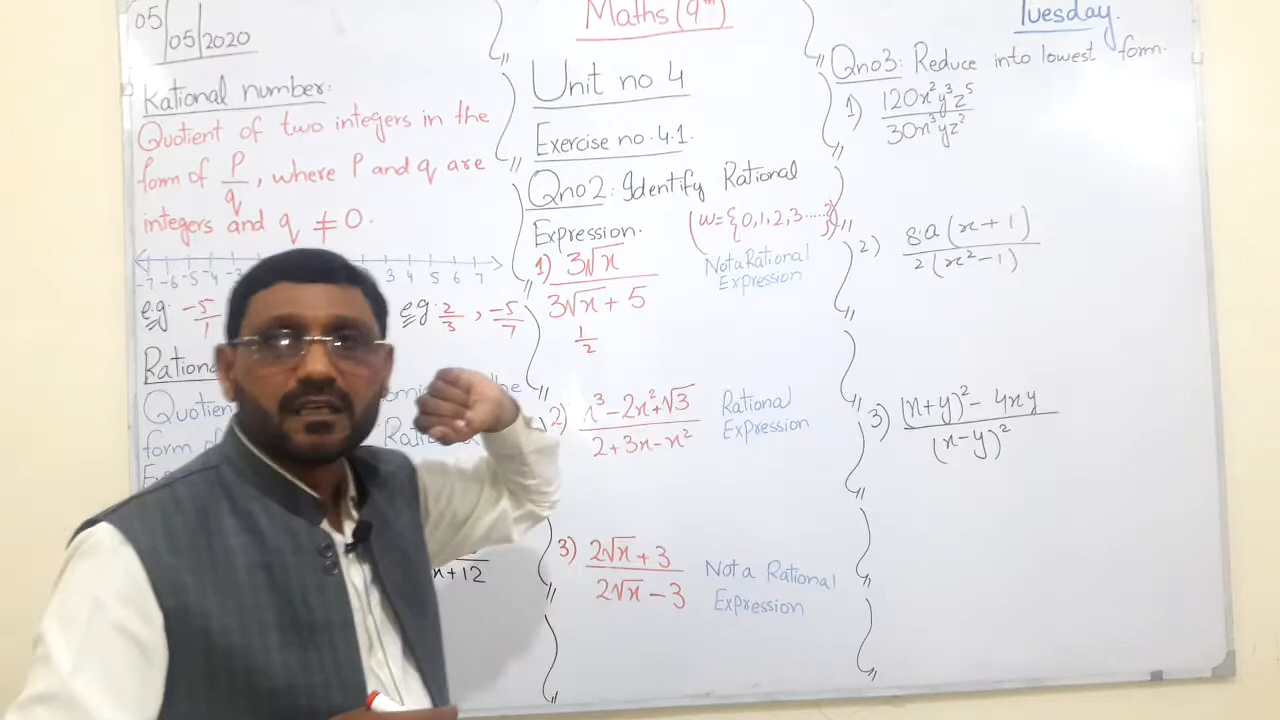 05/05/2020
Maths (9th)
Tuesday.
Rational number:
Quotient of two integers in the
form of P/q, where P and q are
integers and q ≠ 0.
-7 -6 -5 -4 -3 3 4 5 6 7
e.g. -5/1 e.g. 2/3 , -5/7
Quotien the
form of
x+12
Unit no 4
Exercise no. 4.1.
Qno2: Identify Rational
Expression. (W={0,1,2,3.....})
1) 3√x / 3√x + 5 Not a Rational
Expression
1/2
2) x³ - 2x² + √3 / 2+3x-x² Rational
Expression
3) 2√x + 3 / 2√x - 3 Not a Rational
Expression
Qno3: Reduce into lowest form.
1) 120x²y³z⁵ / 30x³yz²
2) 8a(x+1) / 2(x²-1)
3) (x+y)² - 4xy / (x-y)²